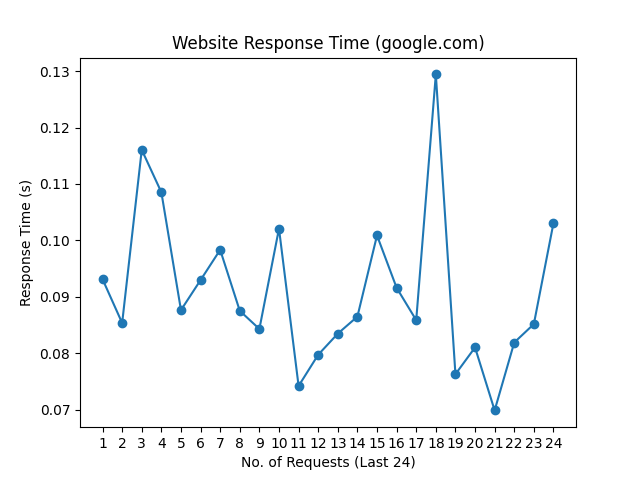 Website Response Time (google.com)
Response Time (s)
0.13
0.12
0.11
0.10
0.09
0.08
0.07
1 2 3 4 5 6 7 8 9 10 11 12 13 14 15 16 17 18 19 20 21 22 23 24
No. of Requests (Last 24)